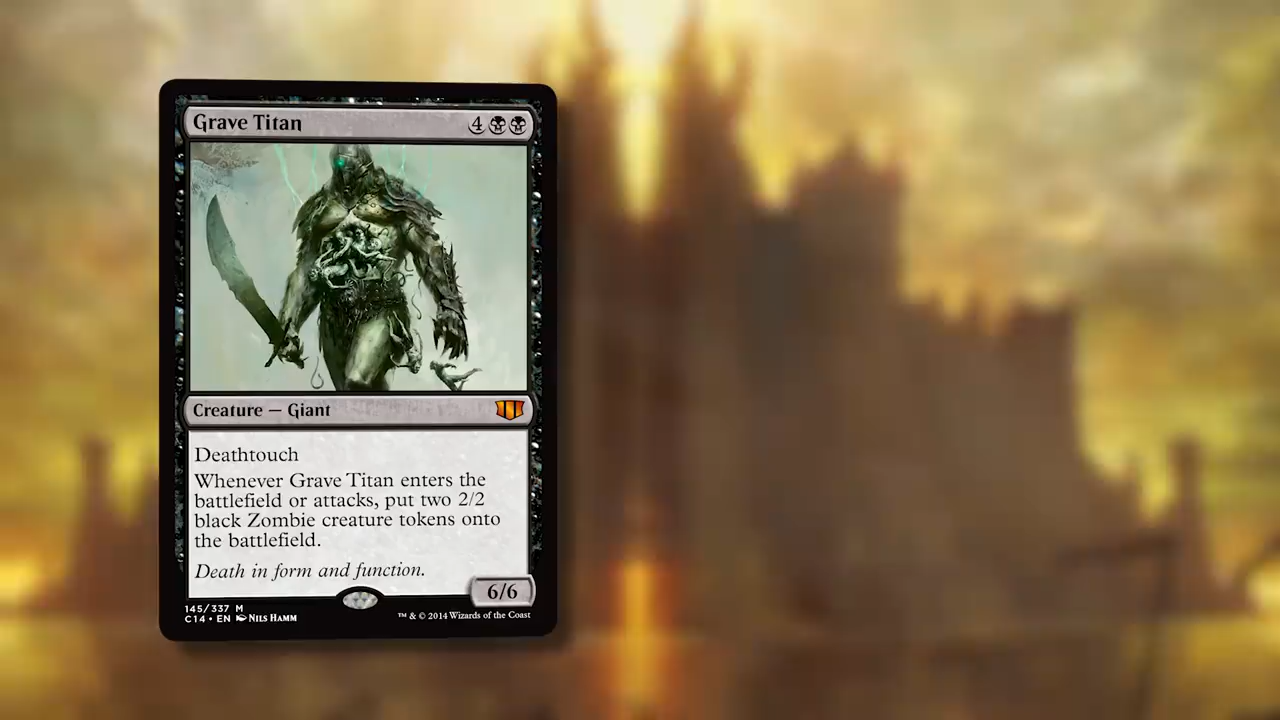 Grave Titan 4
Creature — Giant
Deathtouch
Whenever Grave Titan enters the
battlefield or attacks, put two 2/2
black Zombie creature tokens onto
the battlefield.
Death in form and function.
6/6
145/337 M
C14 • EN Nils Hamm
™ & © 2014 Wizards of the Coast